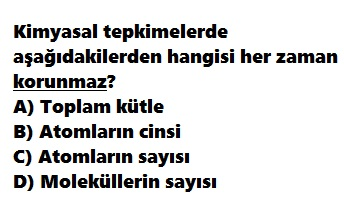 Kimyasal tepkimelerde
aşağıdakilerden hangisi her zaman
korunmaz?
A) Toplam kütle
B) Atomların cinsi
C) Atomların sayısı
D) Moleküllerin sayısı